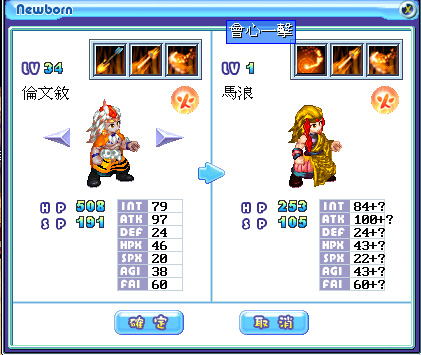 Newborn
會心一擊
LV 34
倫文敘
火
HP 508
SP 191
INT 79
ATK 97
DEF 24
HPX 46
SPX 20
AGI 38
FAI 60
LV 1
馬浪
火
HP 253
SP 105
INT 84+?
ATK 100+?
DEF 24+?
HPX 43+?
SPX 22+?
AGI 43+?
FAI 60+?
確定
取消